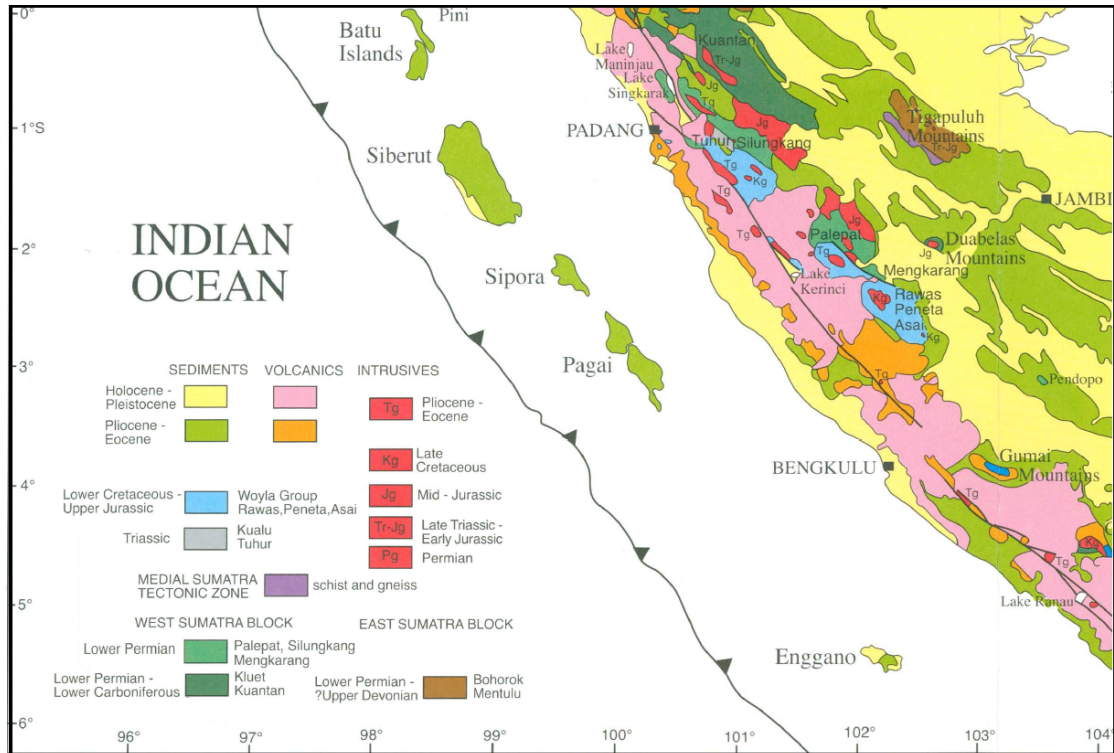 0°
Pini
Batu
Islands
Kuantan
Lake
Maninjau
Tr-Jg
Lake
Singkarak
Jg
Tg
1°S
PADANG
Jg
Tigapuluh
Mountains
Tr-Jg
Tuhur
Silungkang
Siberut
Tg
Kg
Tg
JAMBI
INDIAN
OCEAN
2°
Jg
Tg
Palepat
Tg
Jg
Duabelas
Mountains
Mengkarang
Sipora
Lake
Kerinci
Kg
Rawas
Peneta
Asai
Kg
3°
Pagai
Tg
Pendopo
SEDIMENTS VOLCANICS INTRUSIVES
Holocene -
Pleistocene
Tg
Pliocene -
Eocene
Pliocene -
Eocene
4°
BENGKULU
Gumai
Mountains
Kg
Late
Cretaceous
Lower Cretaceous -
Upper Jurassic
Woyla Group
Rawas,Peneta,Asai
Jg
Mid - Jurassic
Tg
Triassic
Kualu
Tuhur
Tr-Jg
Late Triassic -
Early Jurassic
Kg
Pg
Permian
Tg
MEDIAL SUMATRA
TECTONIC ZONE
schist and gneiss
5°
Lake Ranau
WEST SUMATRA BLOCK
EAST SUMATRA BLOCK
Lower Permian
Palepat, Silungkang
Mengkarang
Enggano
Lower Permian -
Lower Carboniferous
Kluet
Kuantan
Lower Permian -
?Upper Devonian
Bohorok
Mentulu
6°
96° 97° 98° 99° 100° 101° 102° 103° 104°